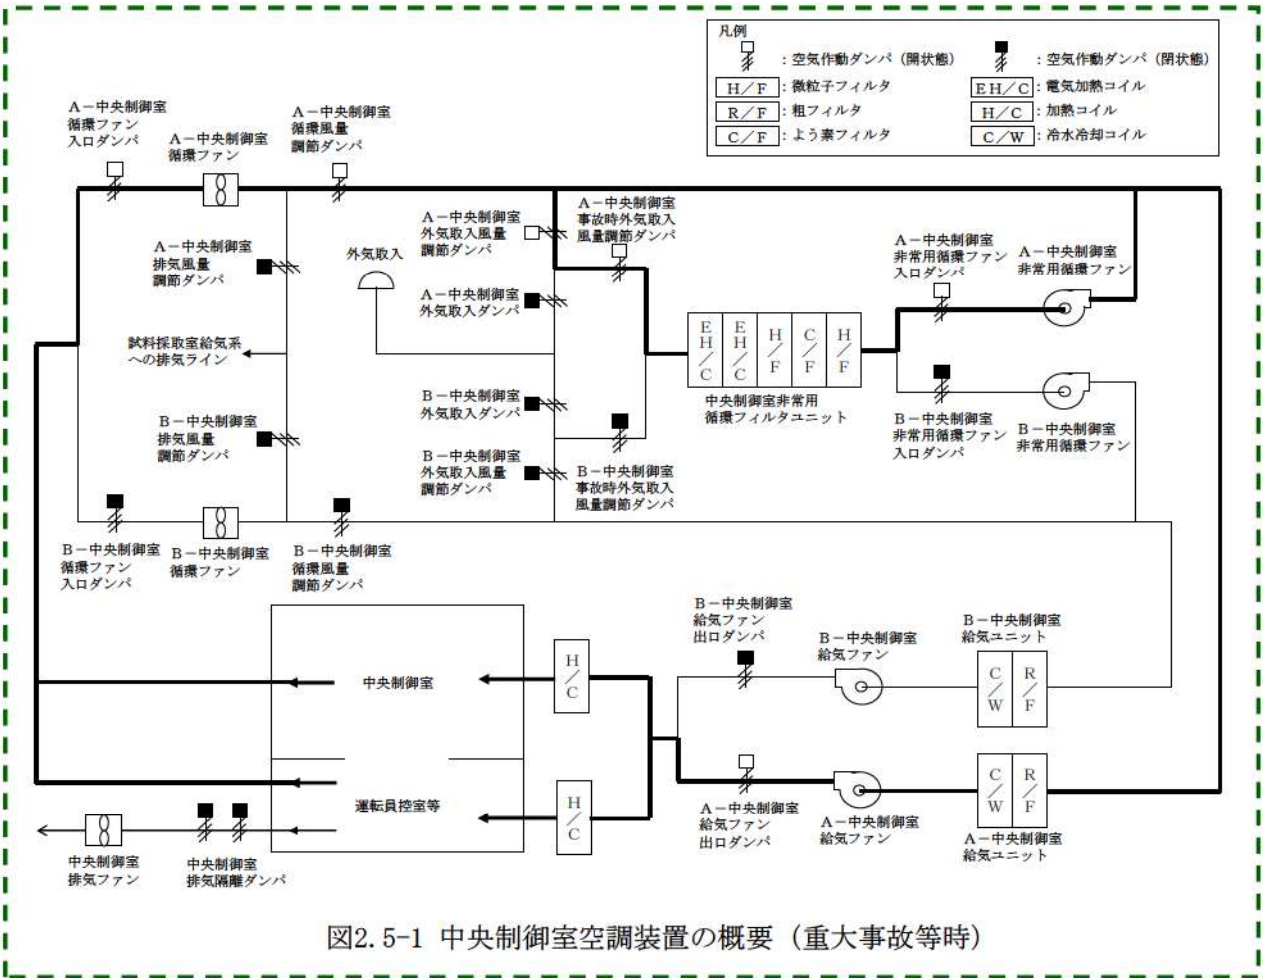 凡例
：空気作動ダンパ（開状態）
：空気作動ダンパ（閉状態）
H／F：微粒子フィルタ
EH／C：電気加熱コイル
R／F：粗フィルタ
H／C：加熱コイル
C／F：よう素フィルタ
C／W：冷水冷却コイル
A－中央制御室
循環ファン
入口ダンパ
A－中央制御室
循環ファン
A－中央制御室
循環風量
調節ダンパ
A－中央制御室
排気風量
調節ダンパ
外気取入
A－中央制御室
外気取入風量
調節ダンパ
A－中央制御室
事故時外気取入
風量調節ダンパ
A－中央制御室
外気取入ダンパ
A－中央制御室
非常用循環ファン
入口ダンパ
A－中央制御室
非常用循環ファン
試料採取室給気系
への排気ライン
EH／C
EH／C
H／F
C／F
H／F
中央制御室非常用
循環フィルタユニット
B－中央制御室
排気風量
調節ダンパ
B－中央制御室
外気取入ダンパ
B－中央制御室
外気取入風量
調節ダンパ
B－中央制御室
事故時外気取入
風量調節ダンパ
B－中央制御室
非常用循環ファン
入口ダンパ
B－中央制御室
非常用循環ファン
B－中央制御室
循環ファン
入口ダンパ
B－中央制御室
循環ファン
B－中央制御室
循環風量
調節ダンパ
B－中央制御室
給気ファン
出口ダンパ
B－中央制御室
給気ファン
B－中央制御室
給気ユニット
中央制御室
H／C
C／W
R／F
運転員控室等
H／C
A－中央制御室
給気ファン
出口ダンパ
A－中央制御室
給気ファン
C／W
R／F
A－中央制御室
給気ユニット
中央制御室
排気ファン
中央制御室
排気隔離ダンパ
図2.5-1 中央制御室空調装置の概要（重大事故等時）